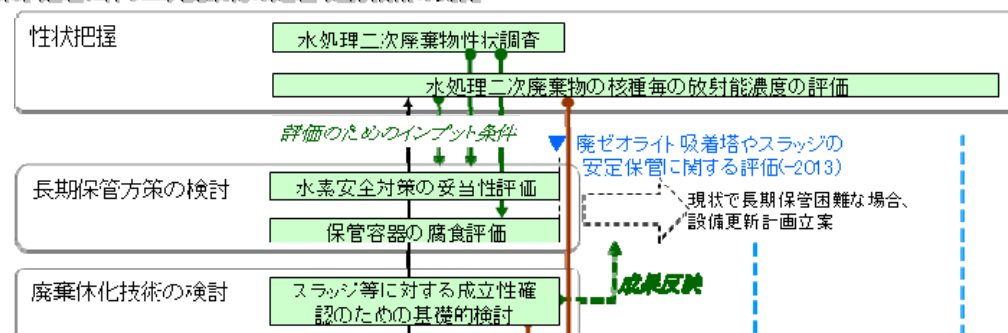 性状把握
水処理二次廃棄物性状調査
水処理二次廃棄物の核種毎の放射能濃度の評価
評価のためのインプット条件
廃ゼオライト吸着塔やスラッジの
安定保管に関する評価(~2013)
長期保管方策の検討
水素安全対策の妥当性評価
現状で長期保管困難な場合、
設備更新計画立案
保管容器の腐食評価
廃棄体化技術の検討
スラッジ等に対する成立性確
認のための基礎的検討
成果反映